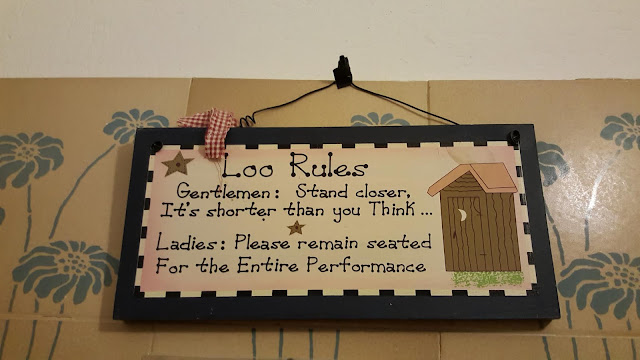 Loo Rules
Gentlemen: Stand closer,
It's shorter than you Think ...
Ladies: Please remain seated
For the Entire Performance